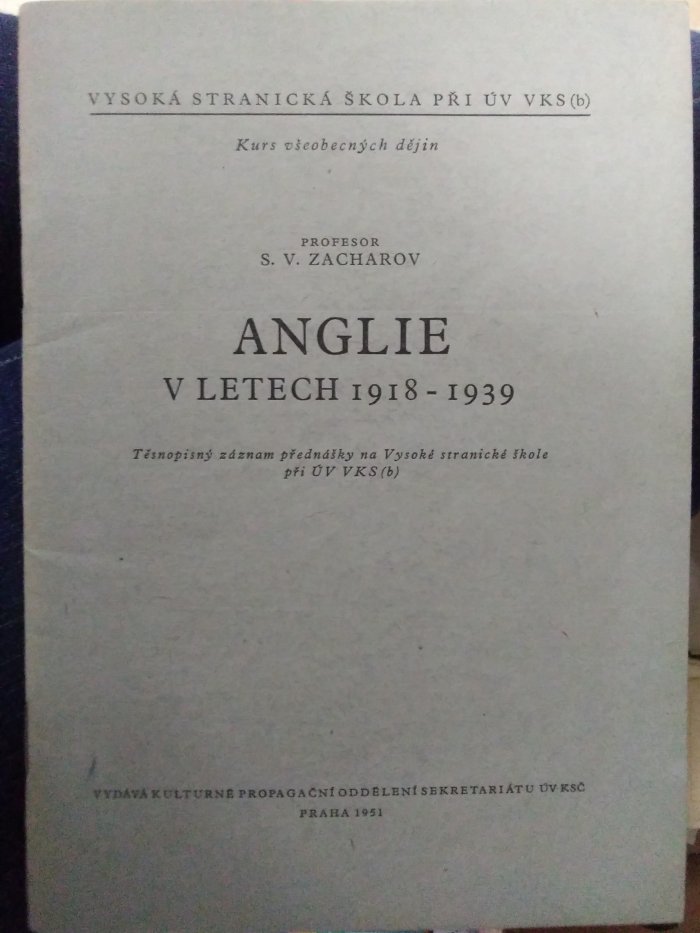 VYSOKÁ STRANICKÁ ŠKOLA PŘI ÚV VKS(b)
Kurs všeobecných dějin
PROFESOR
S. V. ZACHAROV
ANGLIE
V LETECH 1918-1939
Těsnopisný záznam přednášky na Vysoké stranické škole
při ÚV VKS(b)
VYDÁVÁ KULTURNĚ PROPAGAČNÍ ODDĚLENÍ SEKRETARIÁTU ÚV KSČ
PRAHA 1951